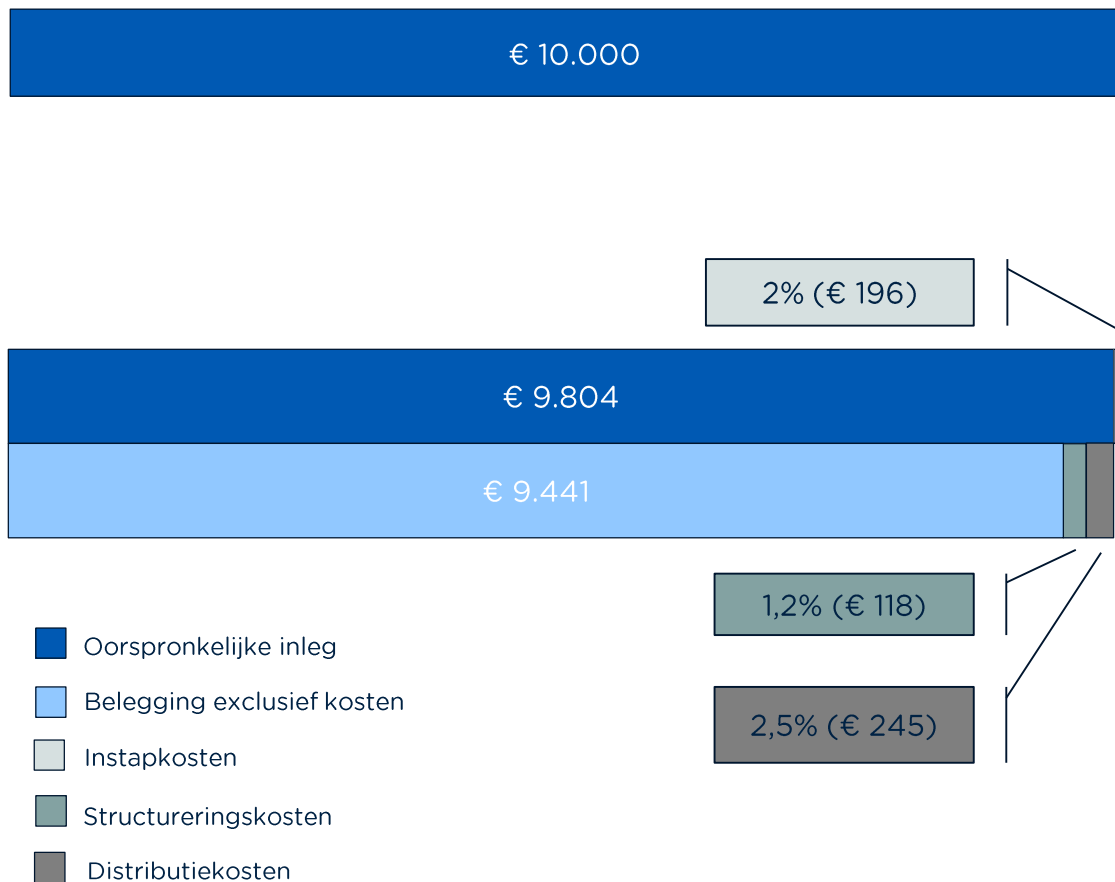 € 10.000
2% (€ 196)
€ 9.804
€ 9.441
1,2% (€ 118)
2,5% (€ 245)
Oorspronkelijke inleg
Belegging exclusief kosten
Instapkosten
Structureringskosten
Distributiekosten